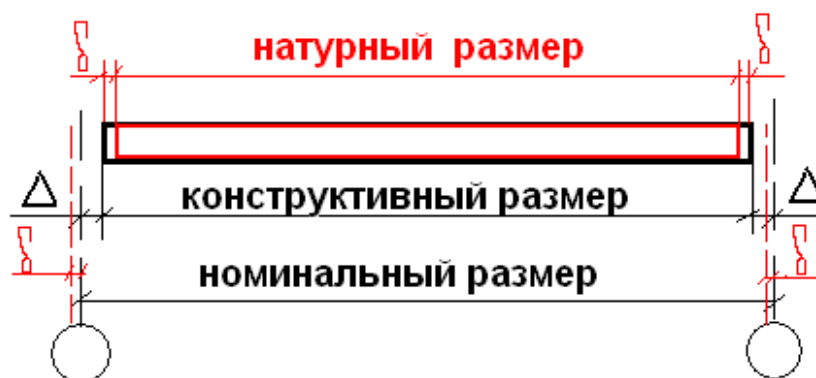 натурный размер
Δ конструктивный размер Δ
номинальный размер